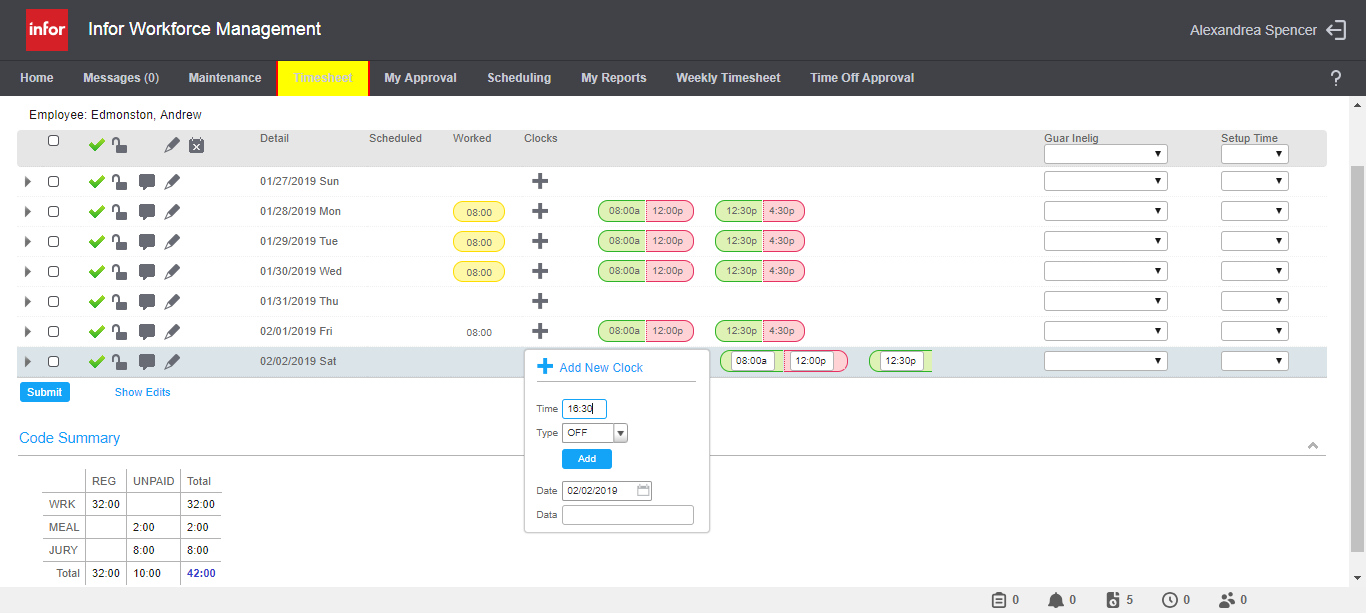 infor Infor Workforce Management Alexandrea Spencer
Home Messages (0) Maintenance Timesheet My Approval Scheduling My Reports Weekly Timesheet Time Off Approval ?
Employee: Edmonston, Andrew
Detail Scheduled Worked Clocks Guar Inelig Setup Time
01/27/2019 Sun
01/28/2019 Mon 08:00 08:00a 12:00p 12:30p 4:30p
01/29/2019 Tue 08:00 08:00a 12:00p 12:30p 4:30p
01/30/2019 Wed 08:00 08:00a 12:00p 12:30p 4:30p
01/31/2019 Thu
02/01/2019 Fri 08:00 08:00a 12:00p 12:30p 4:30p
02/02/2019 Sat 08:00a 12:00p 12:30p
Add New Clock
Time 16:30
Type OFF
Add
Date 02/02/2019
Data
Submit Show Edits
Code Summary
REG UNPAID Total
WRK 32:00 32:00
MEAL 2:00 2:00
JURY 8:00 8:00
Total 32:00 10:00 42:00
0 0 5 0 0